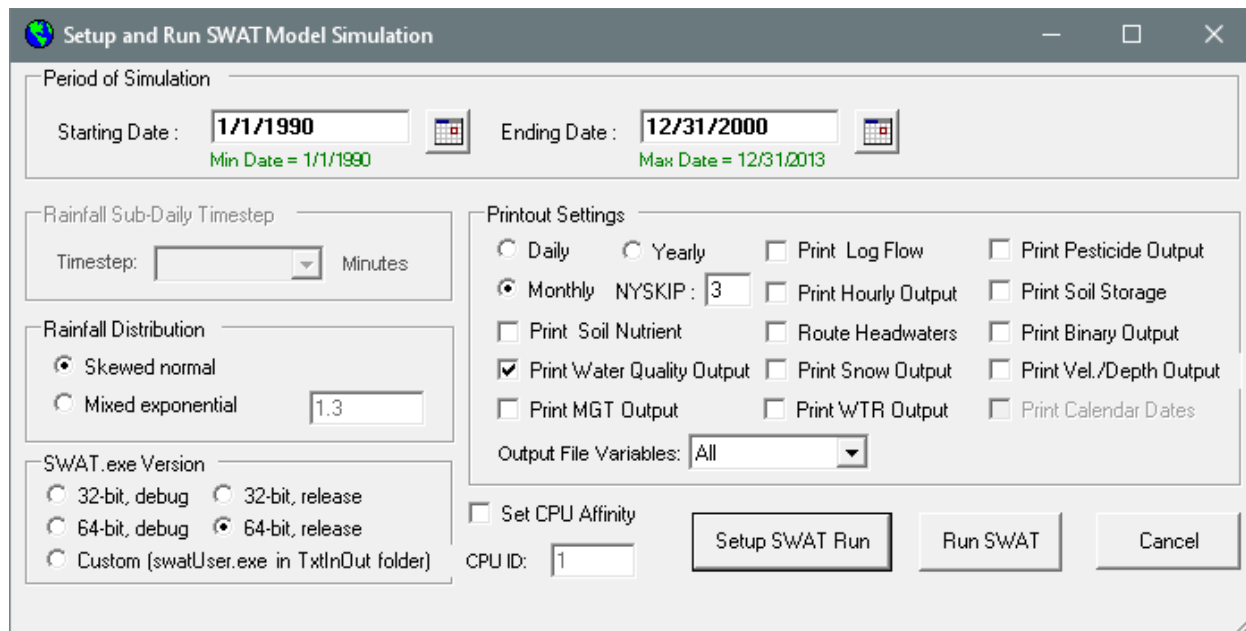 Setup and Run SWAT Model Simulation
Period of Simulation
Starting Date : 1/1/1990 Ending Date : 12/31/2000
Min Date = 1/1/1990 Max Date = 12/31/2013
Rainfall Sub-Daily Timestep
Timestep: Minutes
Rainfall Distribution
Skewed normal
Mixed exponential 1.3
SWAT.exe Version
32-bit, debug 32-bit, release
64-bit, debug 64-bit, release
Custom (swatUser.exe in TxtInOut folder)
Printout Settings
Daily Yearly Print Log Flow Print Pesticide Output
Monthly NYSKIP : 3 Print Hourly Output Print Soil Storage
Print Soil Nutrient Route Headwaters Print Binary Output
Print Water Quality Output Print Snow Output Print Vel./Depth Output
Print MGT Output Print WTR Output Print Calendar Dates
Output File Variables: All
Set CPU Affinity
CPU ID: 1
Setup SWAT Run Run SWAT Cancel